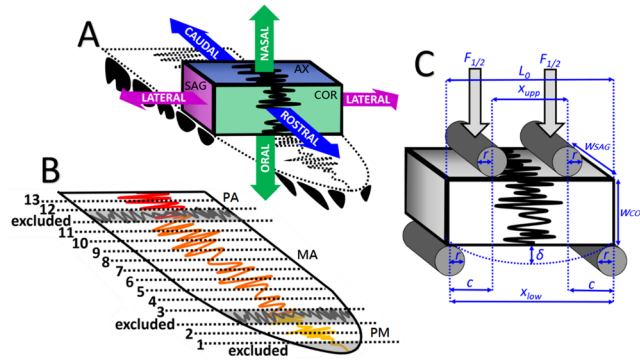 A
CAUDAL
NASAL
AX
SAG
COR
LATERAL
LATERAL
ROSTRAL
ORAL
B
13
12
excluded
11
10
9
8
7
6
5
4
3
excluded
2
1
excluded
PA
MA
PM
C
F1/2
L0
F1/2
xupp
wSAG
r
r
wCO
δ
r
r
c
c
xlow